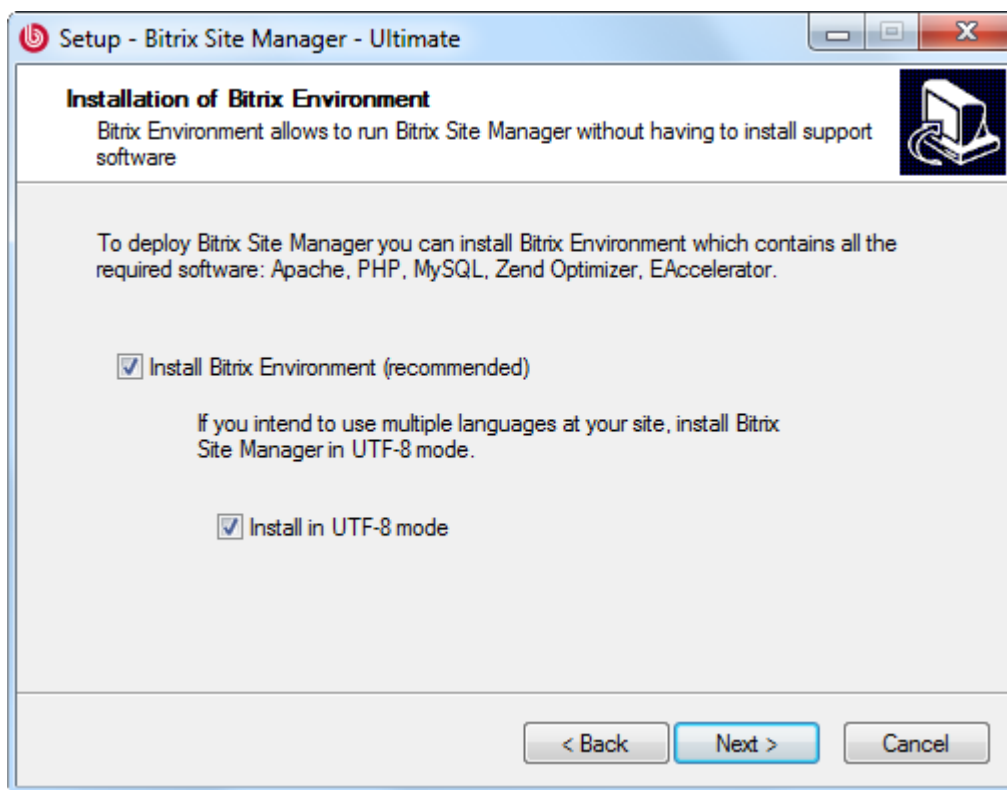 Setup - Bitrix Site Manager - Ultimate
Installation of Bitrix Environment
Bitrix Environment allows to run Bitrix Site Manager without having to install support
software
To deploy Bitrix Site Manager you can install Bitrix Environment which contains all the
required software: Apache, PHP, MySQL, Zend Optimizer, EAccelerator.
Install Bitrix Environment (recommended)
If you intend to use multiple languages at your site, install Bitrix
Site Manager in UTF-8 mode.
Install in UTF-8 mode
< Back Next > Cancel